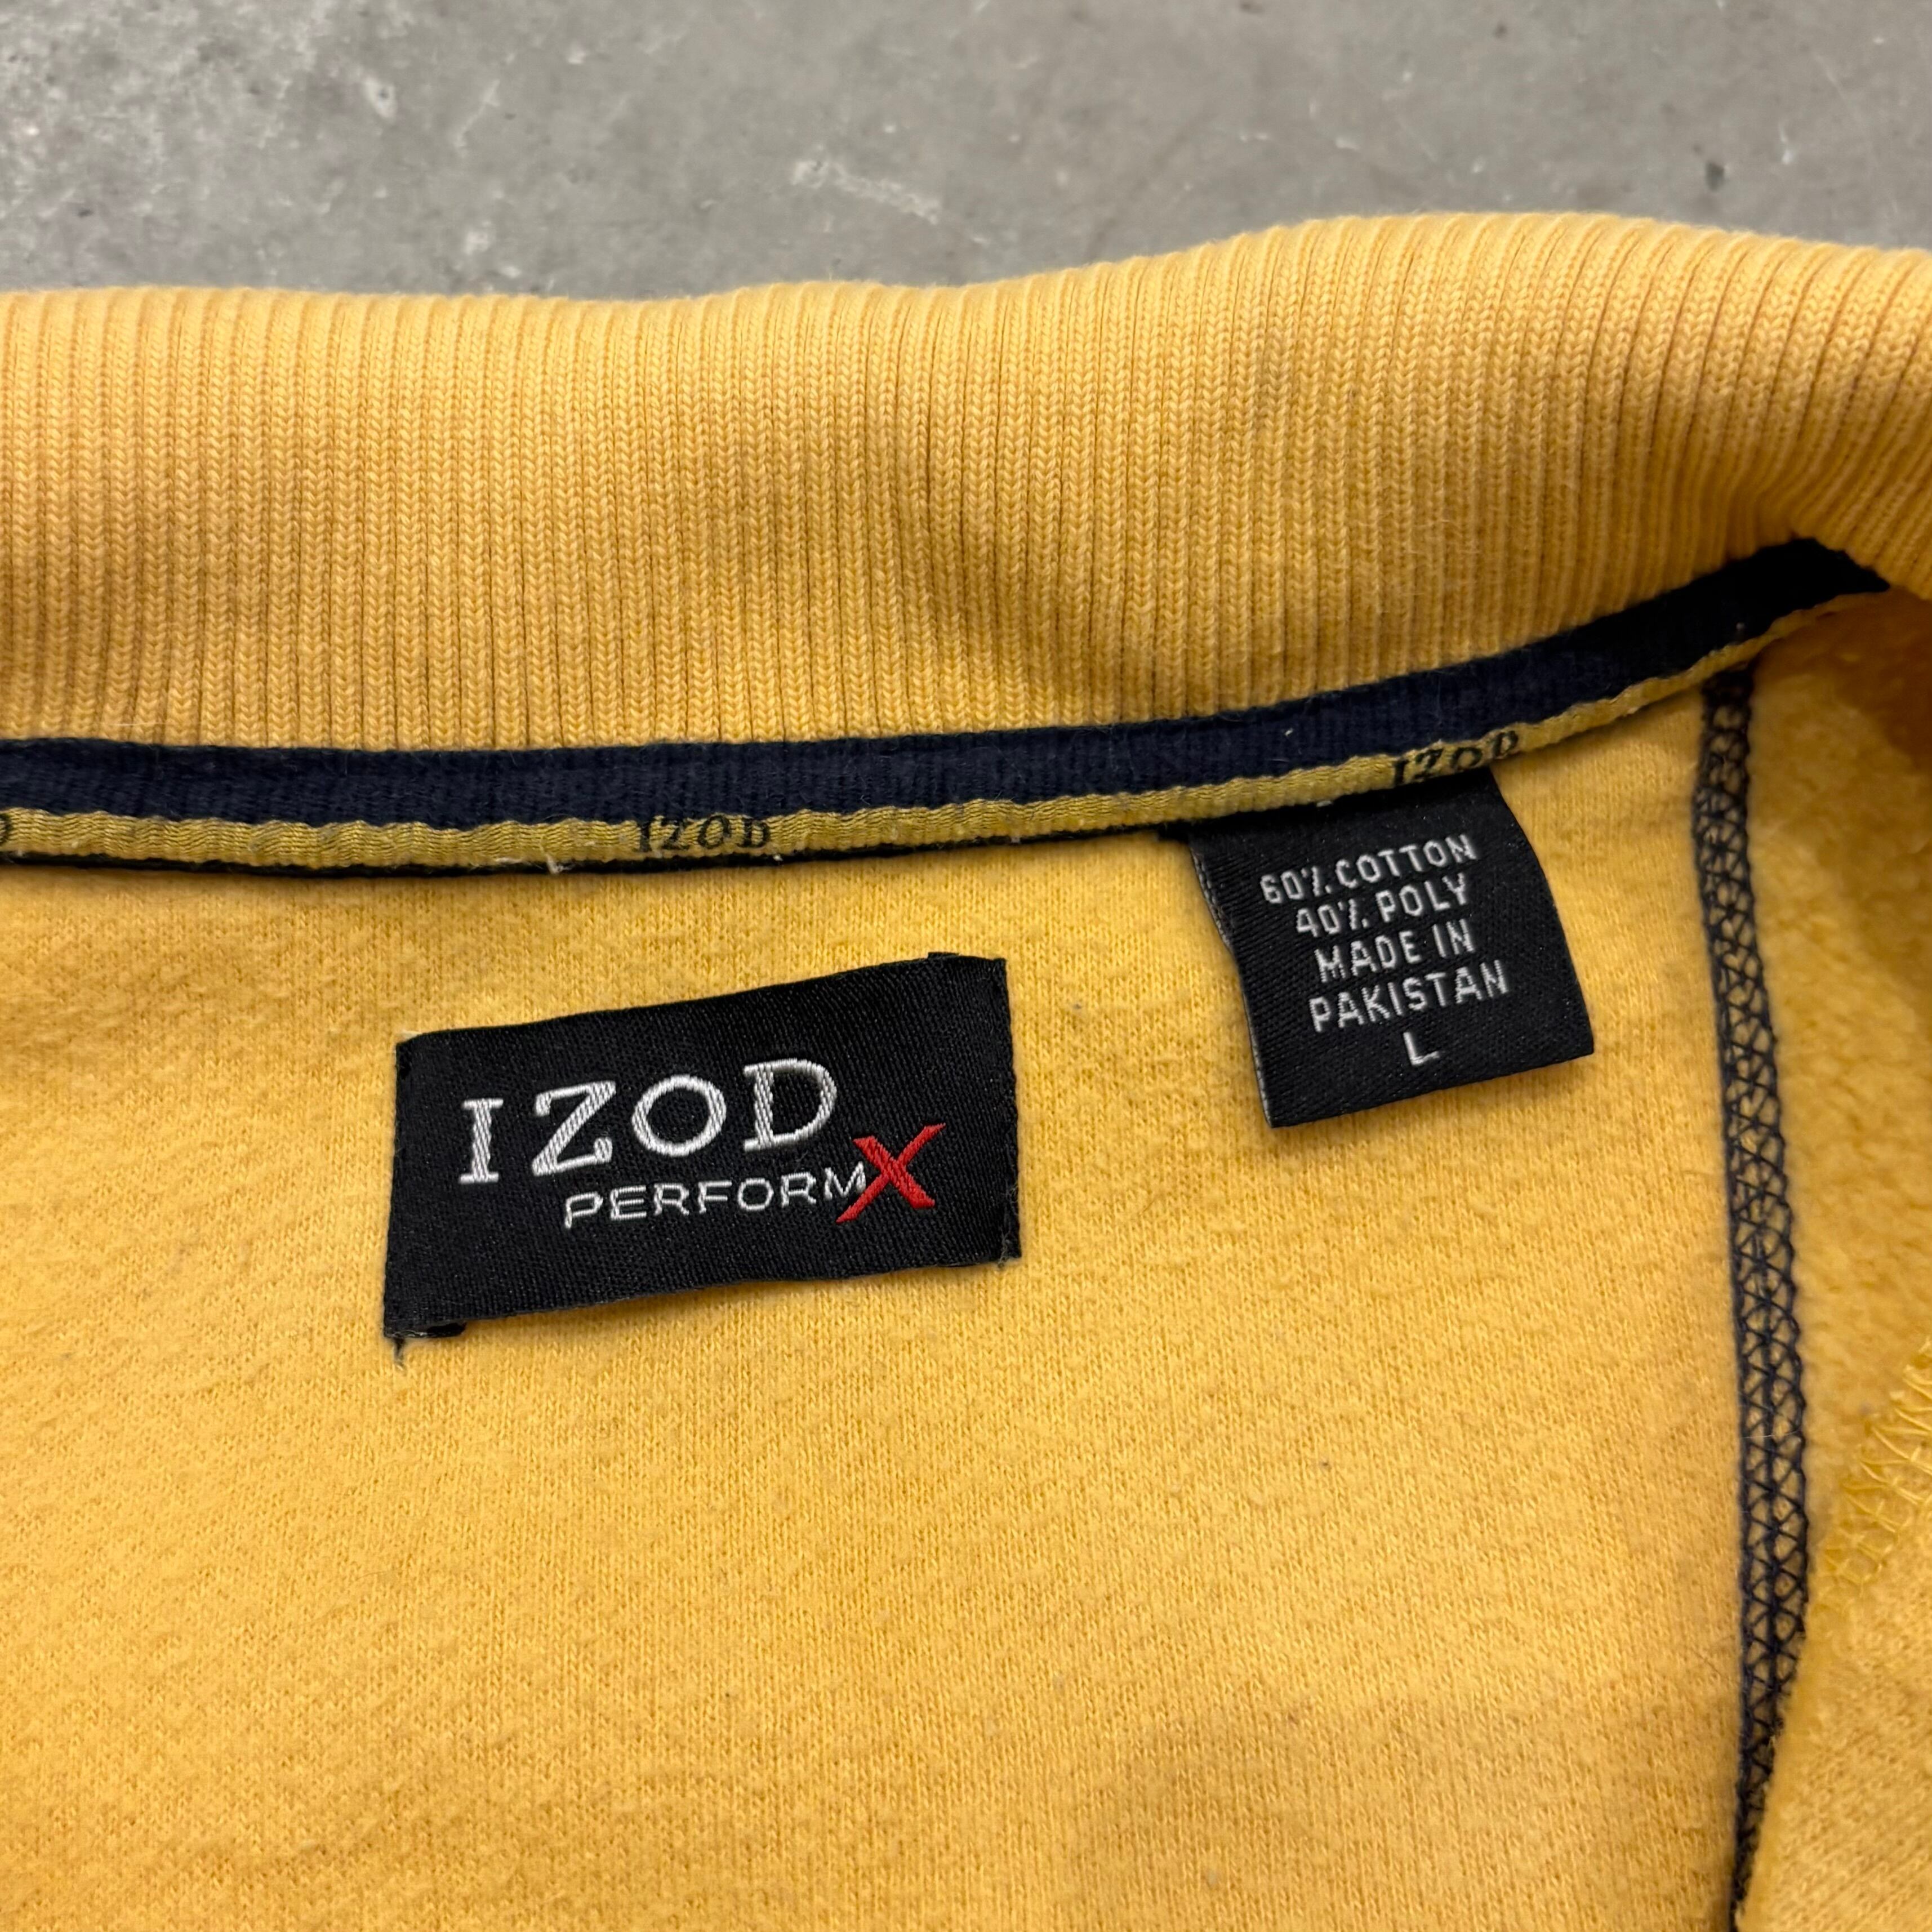 IZOD
IZOD
60% COTTON
40% POLY
MADE IN
PAKISTAN
L
IZOD
PERFORMX